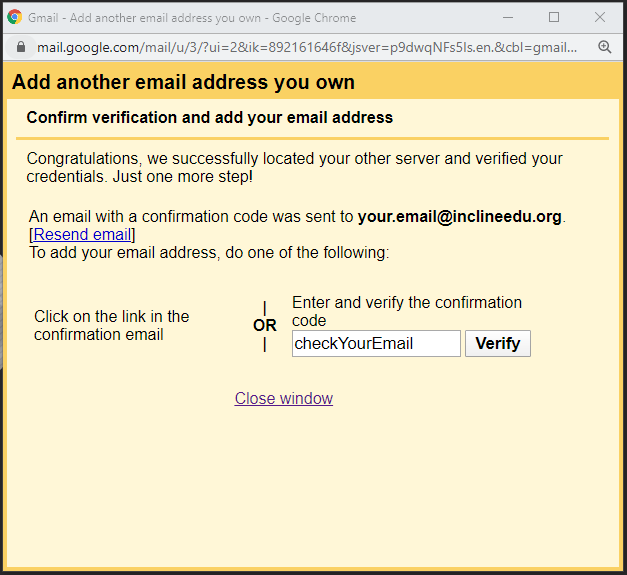 Gmail - Add another email address you own - Google Chrome
mail.google.com/mail/u/3/?ui=2&ik=892161646f&jsver=p9dwqNFs5Is.en.&cbl=gmail...
Add another email address you own
Confirm verification and add your email address
Congratulations, we successfully located your other server and verified your
credentials. Just one more step!
An email with a confirmation code was sent to your.email@inclineedu.org.
[Resend email]
To add your email address, do one of the following:
Click on the link in the
confirmation email
|
OR
|
Enter and verify the confirmation
code
checkYourEmail Verify
Close window